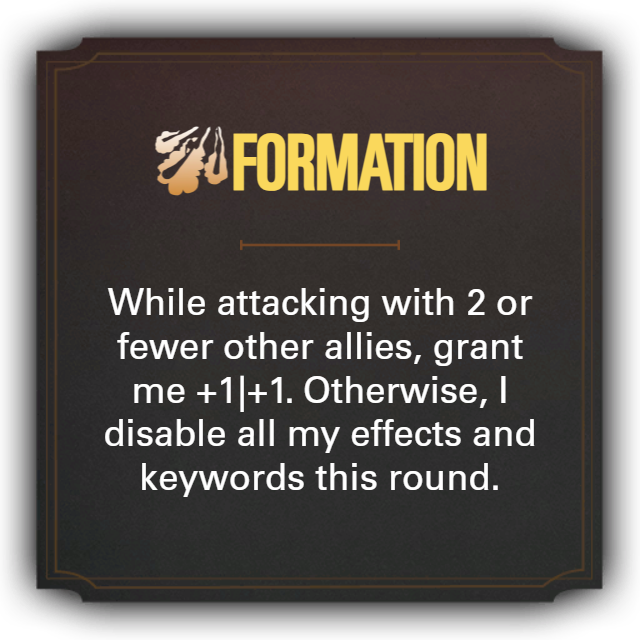 FORMATION
While attacking with 2 or
fewer other allies, grant
me +1|+1. Otherwise, I
disable all my effects and
keywords this round.